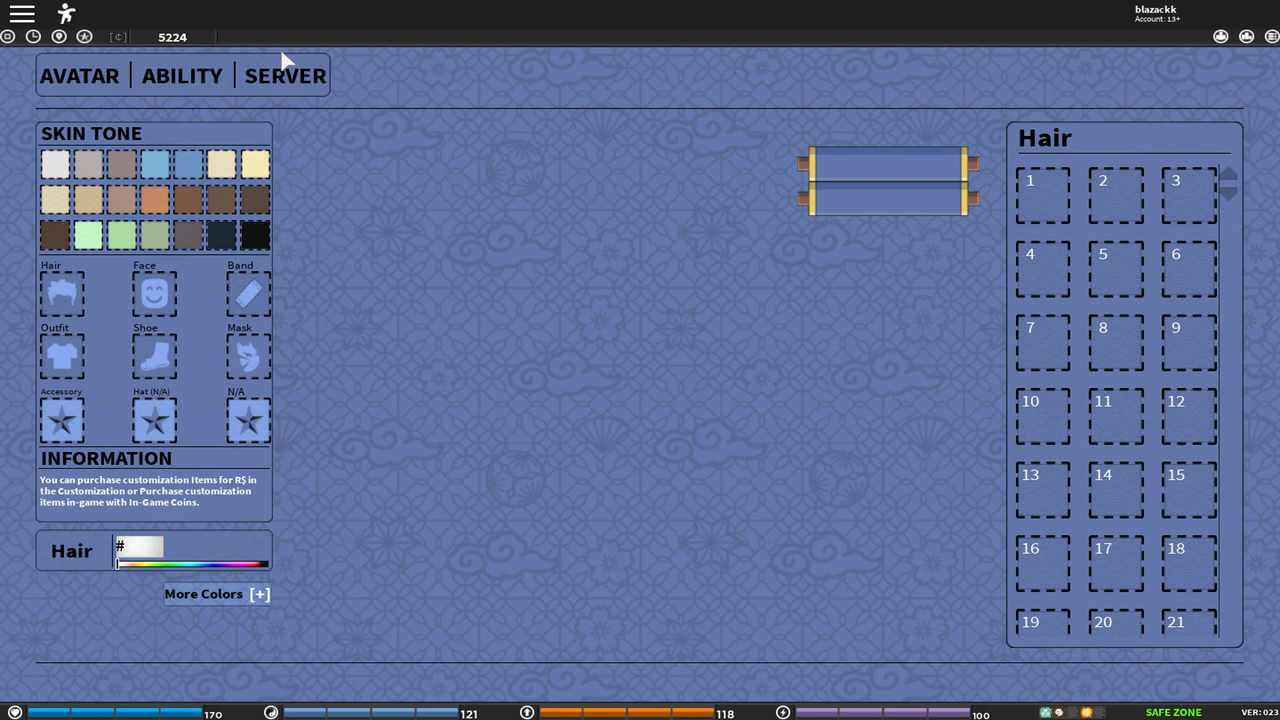 blazackk
Account: 13+
[¢] 5224
AVATAR | ABILITY | SERVER
SKIN TONE
Hair Face Band
Outfit Shoe Mask
Accessory Hat (N/A) N/A
INFORMATION
You can purchase customization Items for R$ in
the Customization or Purchase customization
items in-game with In-Game Coins.
Hair #
More Colors [+]
Hair
1 2 3
4 5 6
7 8 9
10 11 12
13 14 15
16 17 18
19 20 21
170 121 118 100 SAFE ZONE VER:023